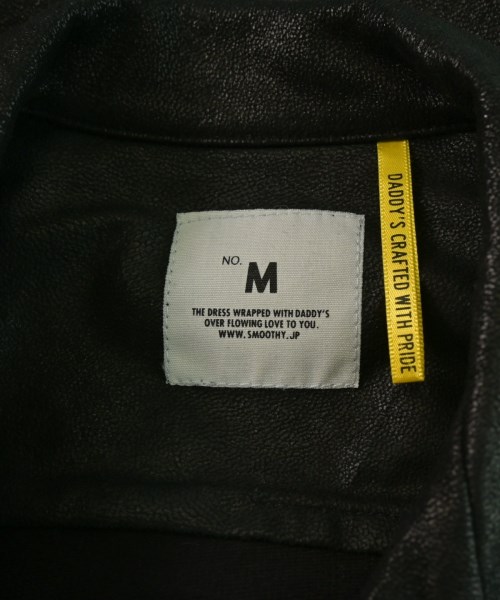 NO. M
THE DRESS WRAPPED WITH DADDY'S
OVER FLOWING LOVE TO YOU.
WWW.SMOOTHY.JP
DADDY'S CRAFTED WITH PRIDE